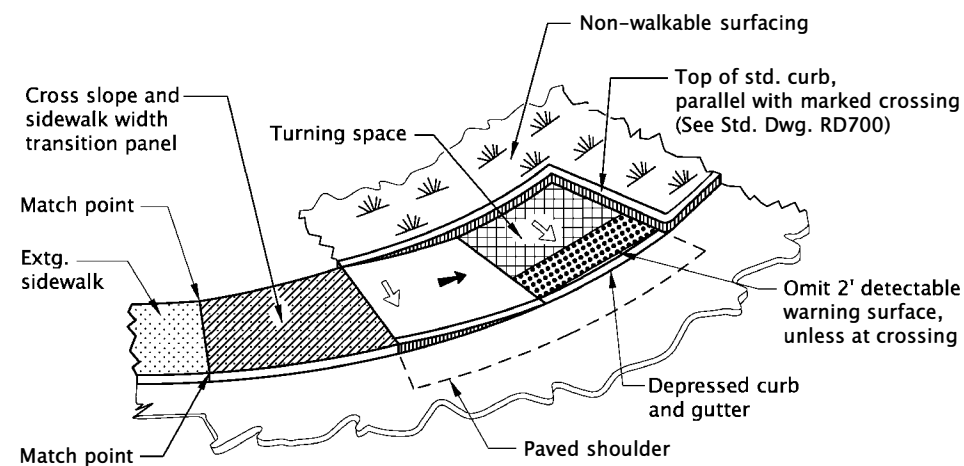 Non-walkable surfacing
Top of std. curb,
parallel with marked crossing
(See Std. Dwg. RD700)
Cross slope and
sidewalk width
transition panel
Turning space
Match point
Extg.
sidewalk
Omit 2' detectable
warning surface,
unless at crossing
Depressed curb
and gutter
Paved shoulder
Match point